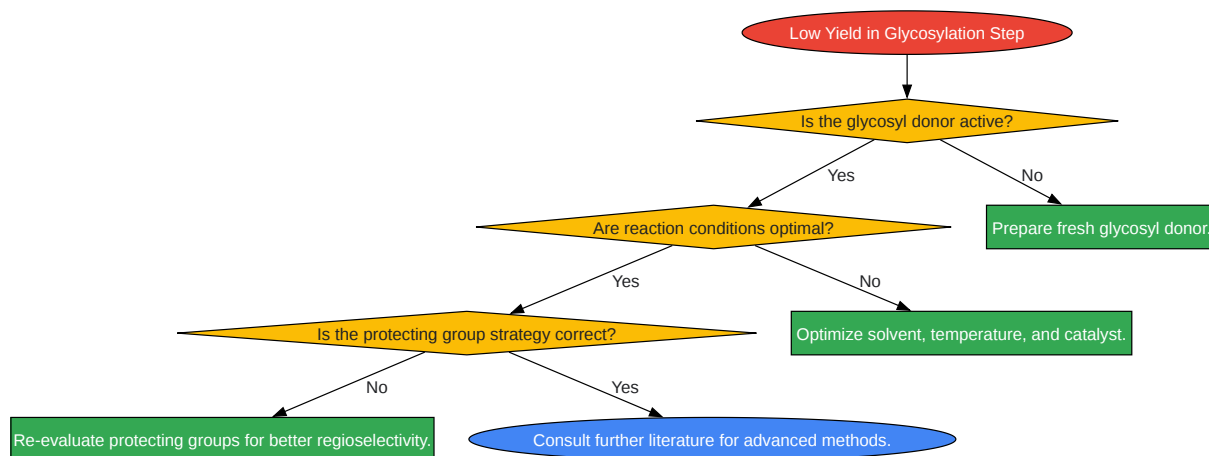 Low Yield in Glycosylation Step
Is the glycosyl donor active?
Yes
No
Are reaction conditions optimal?
Prepare fresh glycosyl donor.
Yes
No
Is the protecting group strategy correct?
Optimize solvent, temperature, and catalyst.
No
Yes
Re-evaluate protecting groups for better regioselectivity.
Consult further literature for advanced methods.